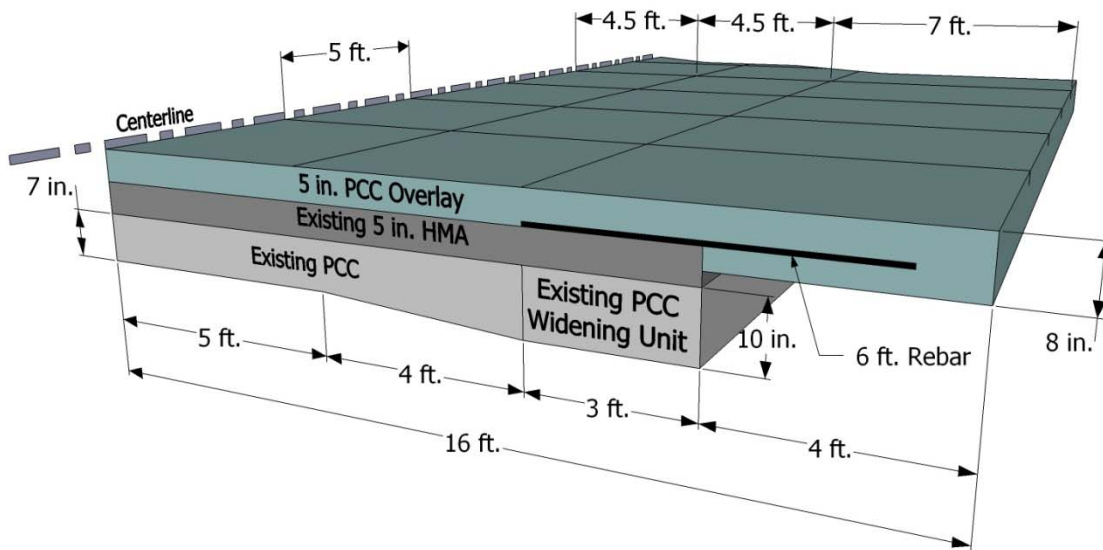 4.5 ft.
4.5 ft.
7 ft.
5 ft.
Centerline
7 in.
5 in. PCC Overlay
Existing 5 in. HMA
Existing PCC
Existing PCC
Widening Unit
10 in.
8 in.
6 ft. Rebar
5 ft.
4 ft.
3 ft.
4 ft.
16 ft.